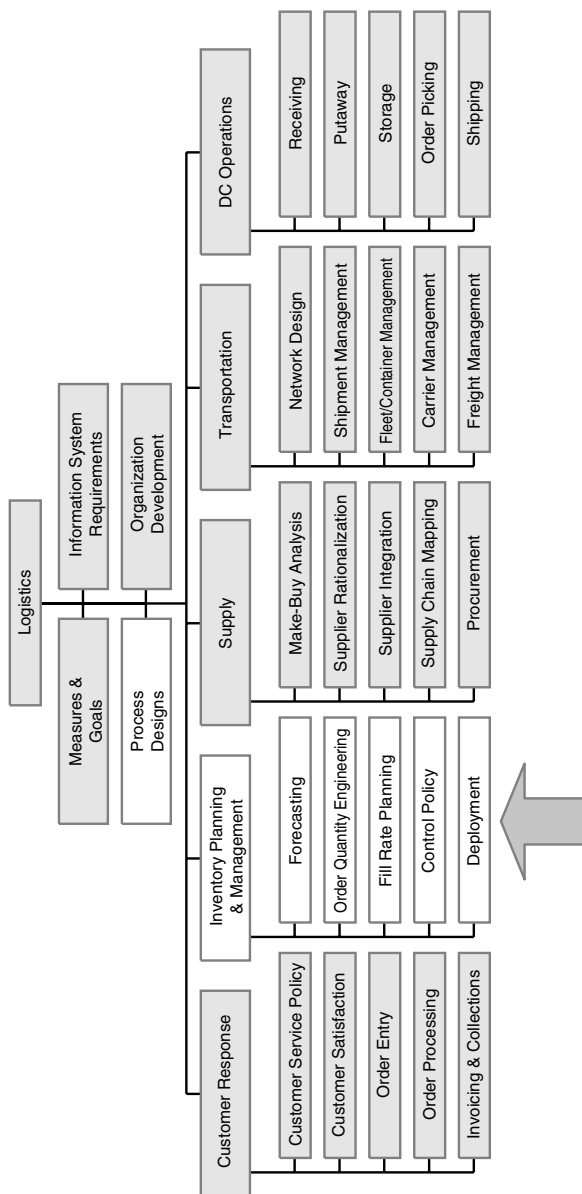 Logistics
Measures &
Goals
Information System
Requirements
Process
Designs
Organization
Development
Customer Response
Inventory Planning
& Management
Supply
Transportation
DC Operations
Customer Service Policy
Customer Satisfaction
Order Entry
Order Processing
Invoicing & Collections
Forecasting
Order Quantity Engineering
Fill Rate Planning
Control Policy
Deployment
Make-Buy Analysis
Supplier Rationalization
Supplier Integration
Supply Chain Mapping
Procurement
Network Design
Shipment Management
Fleet/Container Management
Carrier Management
Freight Management
Receiving
Putaway
Storage
Order Picking
Shipping